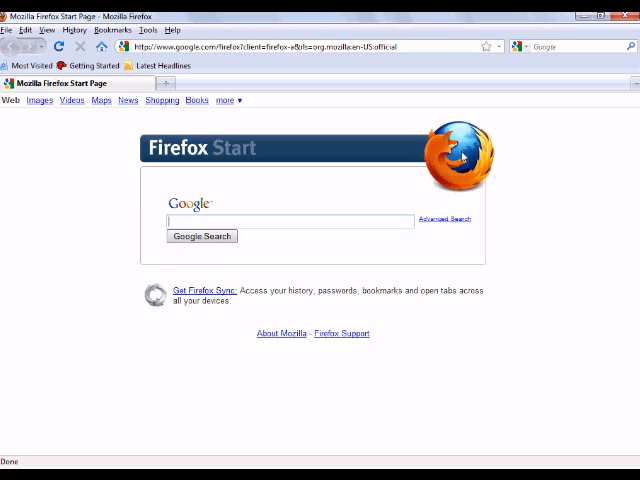 Mozilla Firefox Start Page - Mozilla Firefox
File Edit View History Bookmarks Tools Help
http://www.google.com/firefox?client=firefox-a&rls=org.mozilla:en-US:official
Google
Most Visited Getting Started Latest Headlines
Mozilla Firefox Start Page
Web Images Videos Maps News Shopping Books more ▼
Firefox Start
Google™
Advanced Search
Google Search
Get Firefox Sync: Access your history, passwords, bookmarks and open tabs across
all your devices.
About Mozilla - Firefox Support
Done